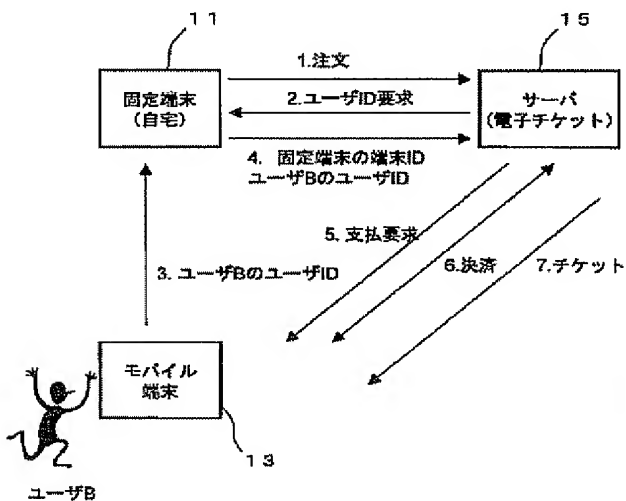 １１
１５
1.注文
固定端末
（自宅）
2.ユーザID要求
サーバ
（電子チケット）
4. 固定端末の端末ID
ユーザBのユーザID
5. 支払要求
3. ユーザBのユーザID
6.決済
7.チケット
モバイル
端末
１３
ユーザB